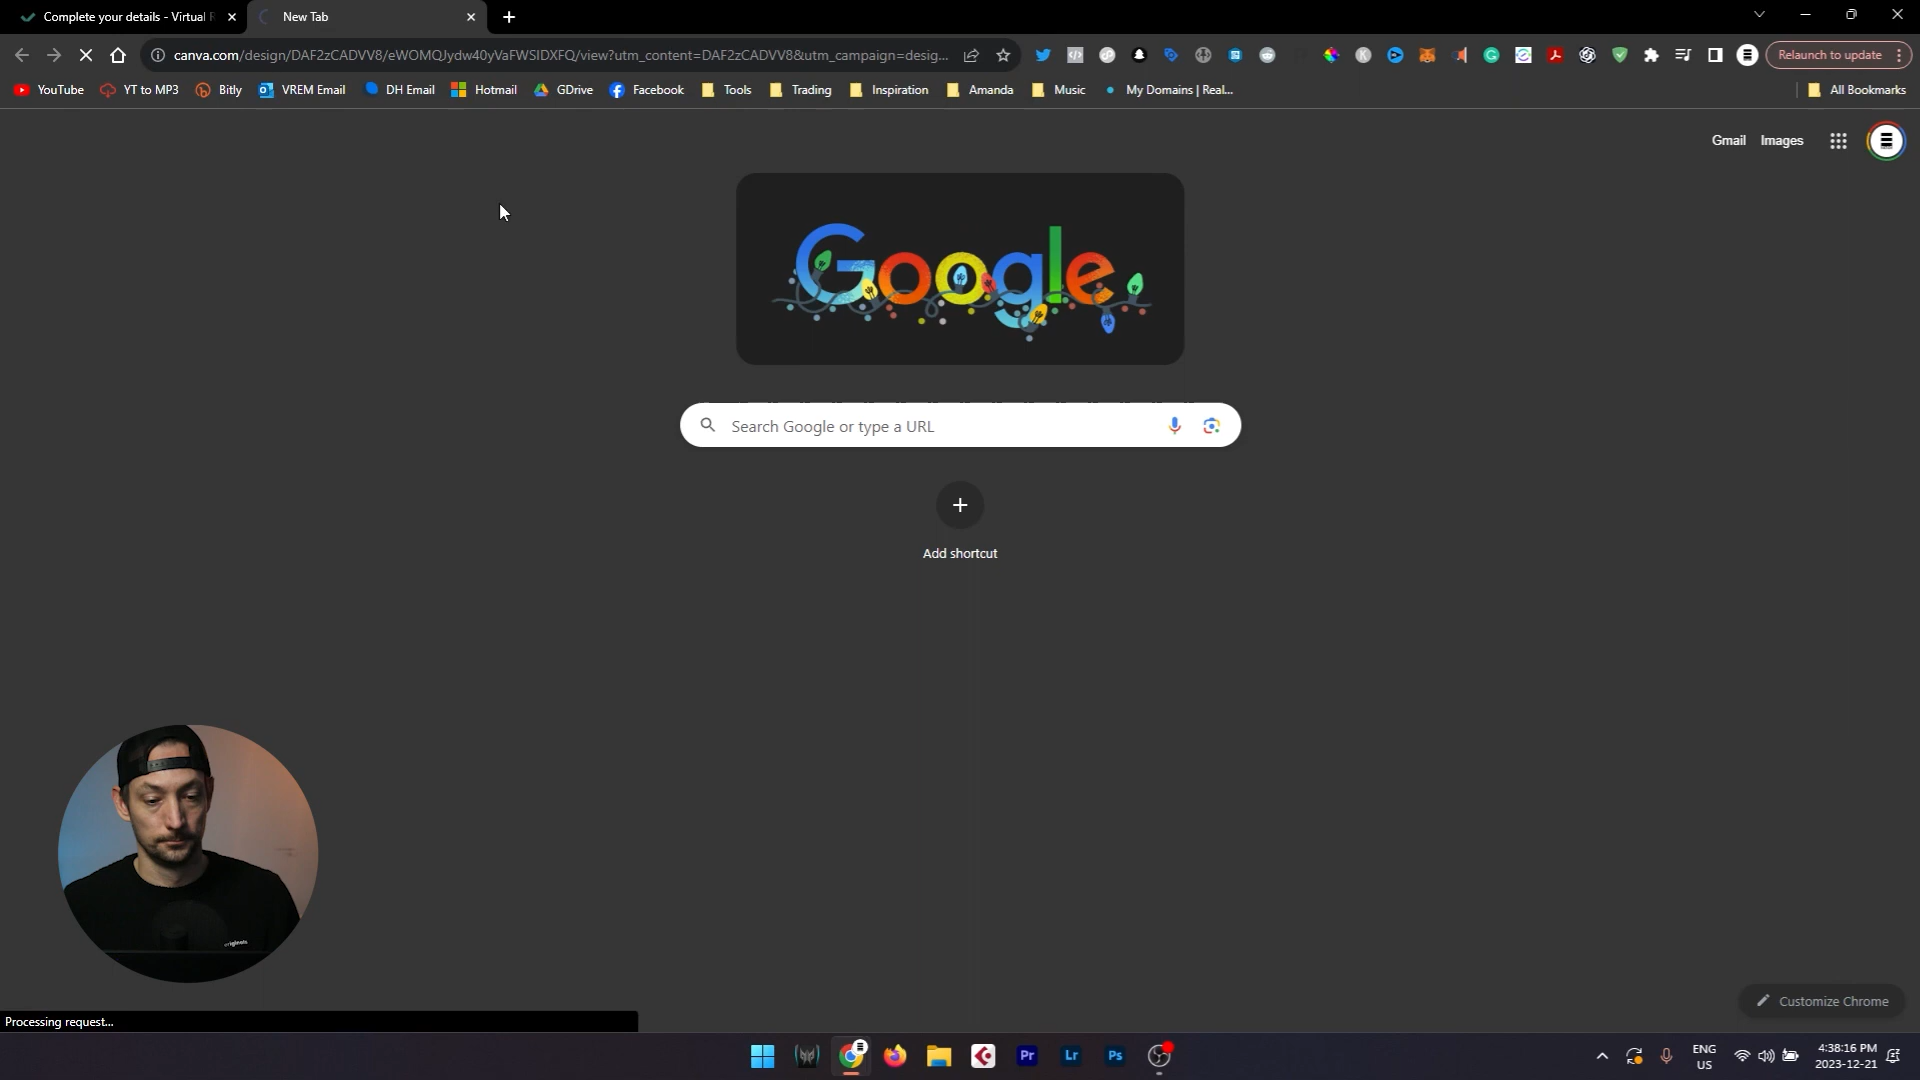 Complete your details - Virtual R
New Tab
canva.com/design/DAF2zCADVV8/eWOMQJydw40yVaFWSIDXFQ/view?utm_content=DAF2zCADVV8&utm_campaign=desig...
Relaunch to update
YouTube
YT to MP3
Bitly
VREM Email
DH Email
Hotmail
GDrive
Facebook
Tools
Trading
Inspiration
Amanda
Music
My Domains | Real...
All Bookmarks
Gmail
Images
Google
Search Google or type a URL
Add shortcut
Customize Chrome
Processing request...
Pr
Lr
Ps
ENG
US
4:38:16 PM
2023-12-21